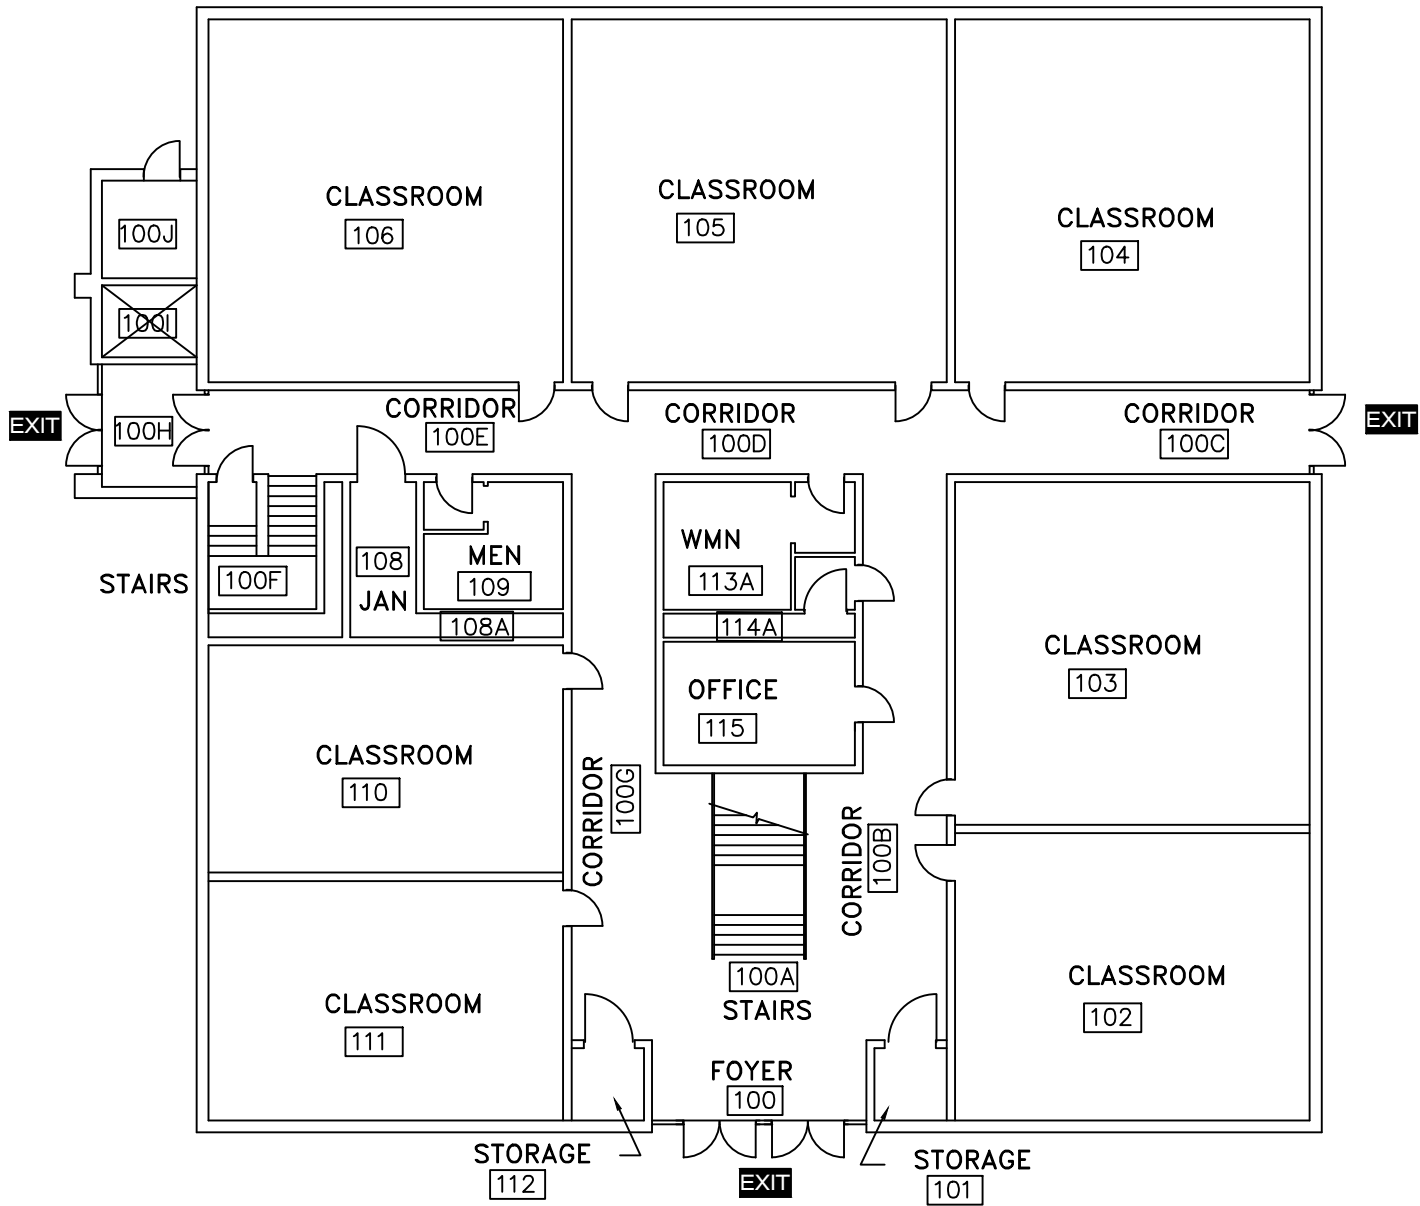 CLASSROOM
106
CLASSROOM
105
CLASSROOM
104
100J
100I
EXIT
100H
CORRIDOR
100E
CORRIDOR
100D
CORRIDOR
100C
EXIT
STAIRS
100F
108
JAN
MEN
109
108A
WMN
113A
114A
OFFICE
115
CLASSROOM
103
CLASSROOM
110
CORRIDOR
100G
CORRIDOR
100B
CLASSROOM
111
100A
STAIRS
CLASSROOM
102
FOYER
100
STORAGE
112
EXIT
STORAGE
101